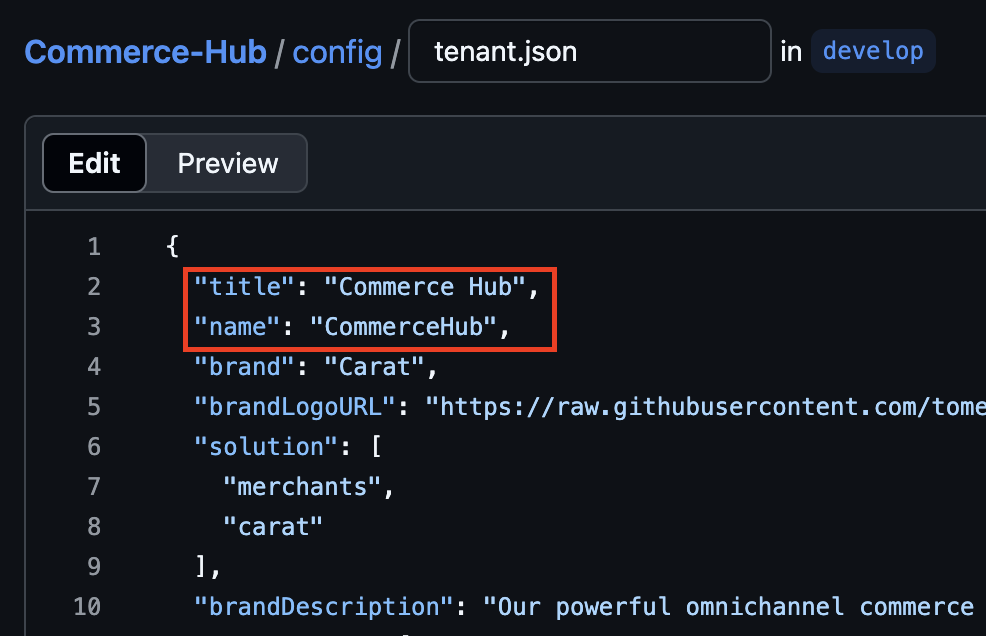 Commerce-Hub / config / tenant.json in develop
Edit Preview
1 {
2 "title": "Commerce Hub",
3 "name": "CommerceHub",
4 "brand": "Carat",
5 "brandLogoURL": "https://raw.githubusercontent.com/tome
6 "solution": [
7 "merchants",
8 "carat"
9 ],
10 "brandDescription": "Our powerful omnichannel commerce